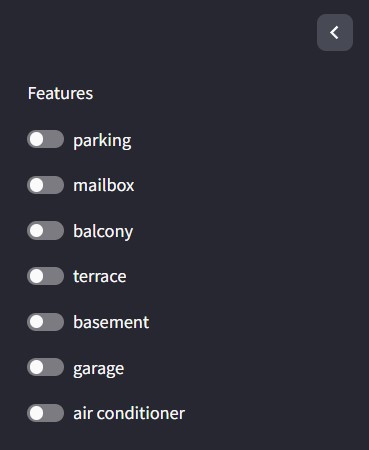 Features
parking
mailbox
balcony
terrace
basement
garage
air conditioner